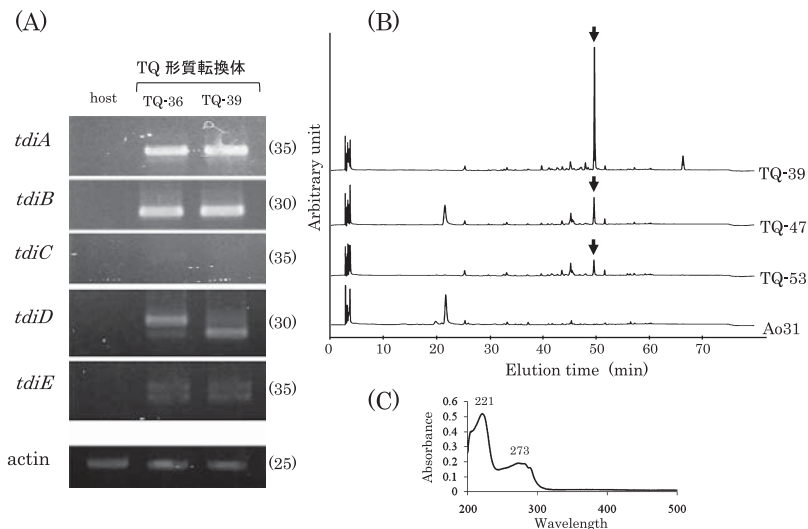 (A)
TQ 形質転換体
host
TQ-36
TQ-39
tdiA
(35)
tdiB
(30)
tdiC
(35)
tdiD
(30)
tdiE
(35)
actin
(25)
(B)
Arbitrary unit
TQ-39
TQ-47
TQ-53
Ao31
0
10
20
30
40
50
60
70
Elution time (min)
(C)
Absorbance
0.6
0.5
0.4
0.3
0.2
0.1
0
221
273
200
300
400
500
Wavelength